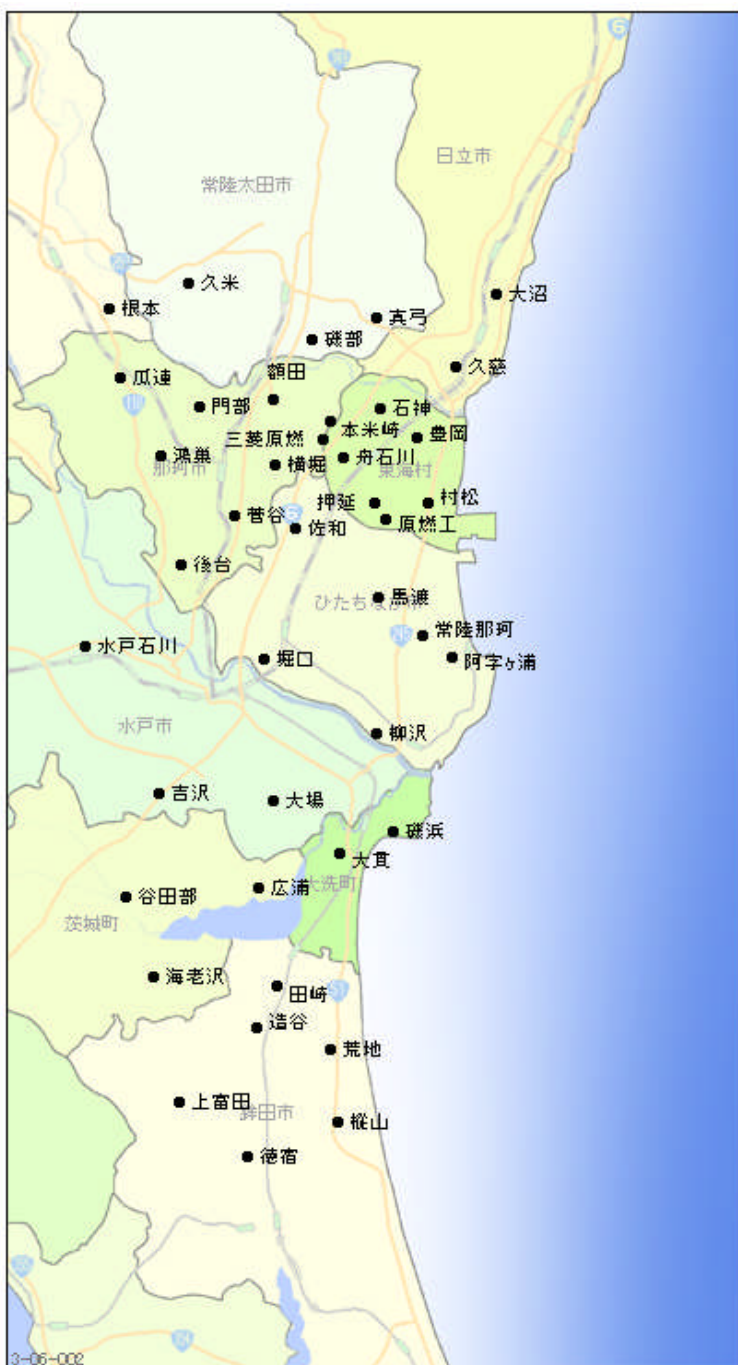 6
日立市
常陸太田市
久米
大沼
根本
真弓
磯部
久慈
瓜連
額田
門部
石神
本米崎
豊岡
三菱原燃
鴻巣
舟石川
横堀
那珂市
東海村
押延
村松
菅谷
原燃工
佐和
後台
馬渡
ひたちなか市
常陸那珂
245
水戸石川
堀口
阿字ヶ浦
水戸市
柳沢
吉沢
大場
磯浜
大貫
大洗町
広浦
谷田部
茨城町
海老沢
田崎
51
造谷
荒地
上富田
鉾田市
樅山
徳宿
3-06-002